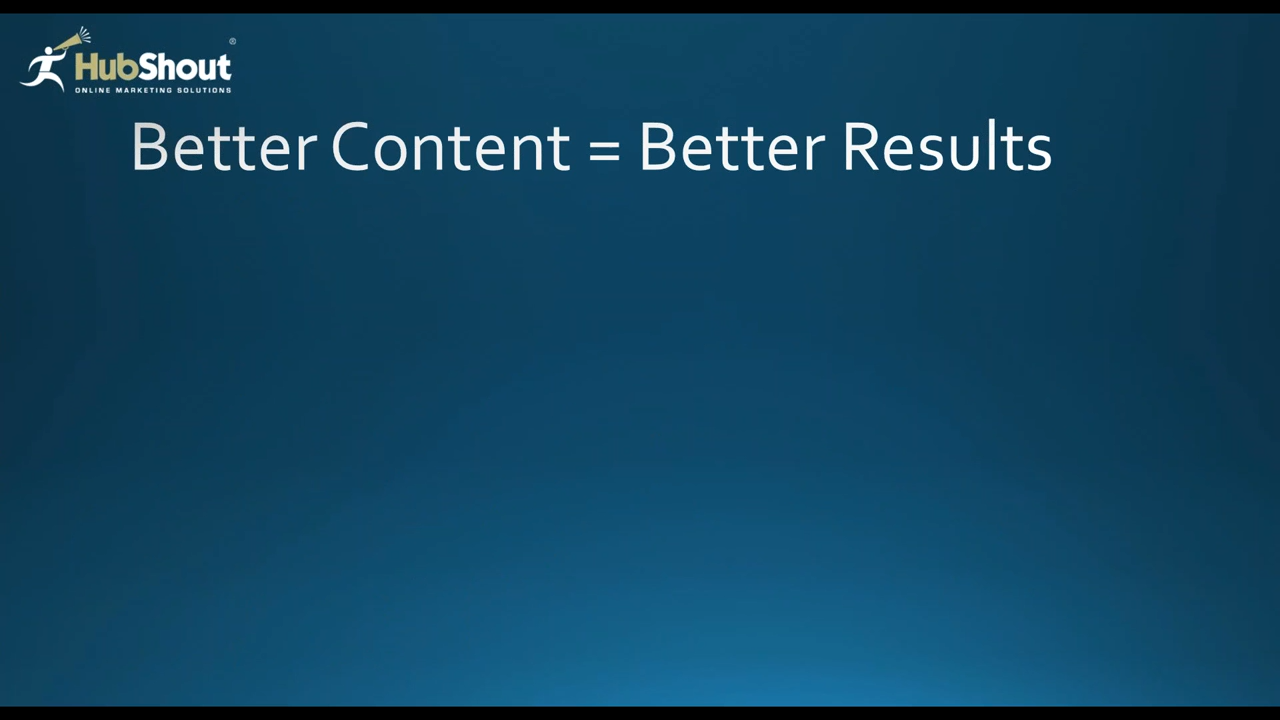 HubShout®
ONLINE MARKETING SOLUTIONS
Better Content = Better Results